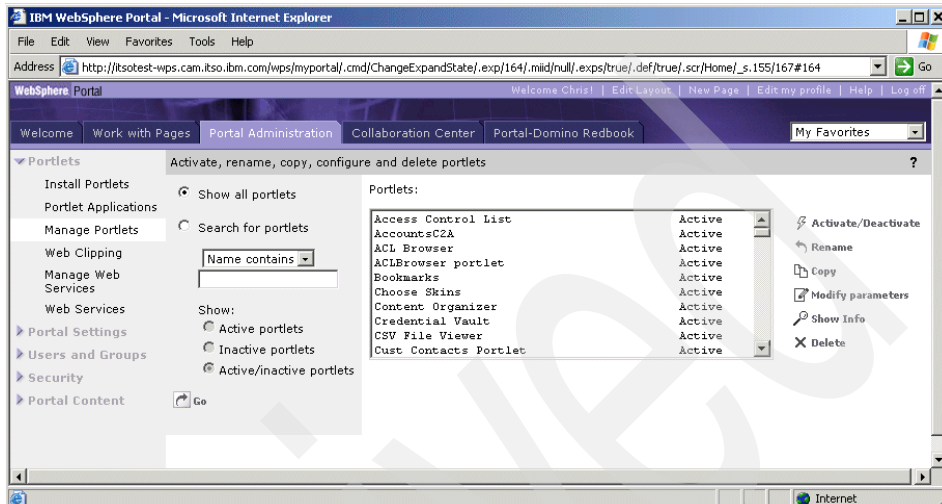 IBM WebSphere Portal - Microsoft Internet Explorer
File Edit View Favorites Tools Help
Address http://itsotest-wps.cam.itso.ibm.com/wps/myportal/.cmd/ChangeExpandState/.exp/164/.miid/null/.exps/true/.def/true/.scr/Home/_s.155/167#164 Go
WebSphere Portal Welcome Chris! | Edit Layout | New Page | Edit my profile | Help | Log off
Welcome Work with Pages Portal Administration Collaboration Center Portal-Domino Redbook My Favorites
Portlets
Install Portlets
Portlet Applications
Manage Portlets
Web Clipping
Manage Web
Services
Web Services
Portal Settings
Users and Groups
Security
Portal Content
Activate, rename, copy, configure and delete portlets ?
Show all portlets
Search for portlets
Name contains
Show:
Active portlets
Inactive portlets
Active/inactive portlets
Go
Portlets:
Access Control List Active
AccountsC2A Active
ACL Browser Active
ACLBrowser portlet Active
Bookmarks Active
Choose Skins Active
Content Organizer Active
Credential Vault Active
CSV File Viewer Active
Cust Contacts Portlet Active
Activate/Deactivate
Rename
Copy
Modify parameters
Show Info
Delete
Internet